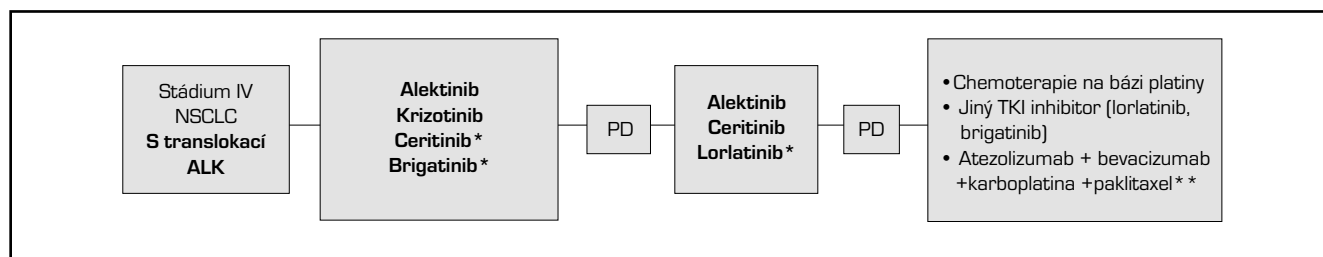 Stádium IV
NSCLC
S translokací
ALK
Alektinib
Krizotinib
Ceritinib*
Brigatinib*
PD
Alektinib
Ceritinib
Lorlatinib*
PD
• Chemoterapie na bázi platiny
• Jiný TKI inhibitor (lorlatinib,
brigatinib)
• Atezolizumab + bevacizumab
+karboplatina +paklitaxel**